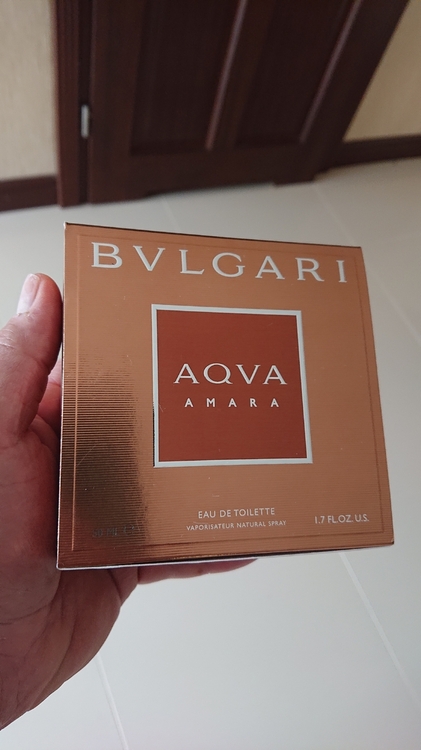 BVLGARI
AQVA
AMARA
EAU DE TOILETTE
VAPORISATEUR NATURAL SPRAY
1.7 FL.OZ. U.S.